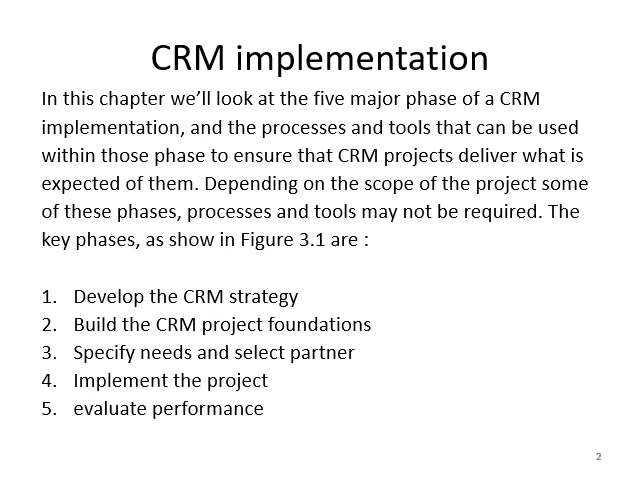 CRM implementation
In this chapter we’ll look at the five major phase of a CRM
implementation, and the processes and tools that can be used
within those phase to ensure that CRM projects deliver what is
expected of them. Depending on the scope of the project some
of these phases, processes and tools may not be required. The
key phases, as show in Figure 3.1 are :
1. Develop the CRM strategy
2. Build the CRM project foundations
3. Specify needs and select partner
4. Implement the project
5. evaluate performance
2